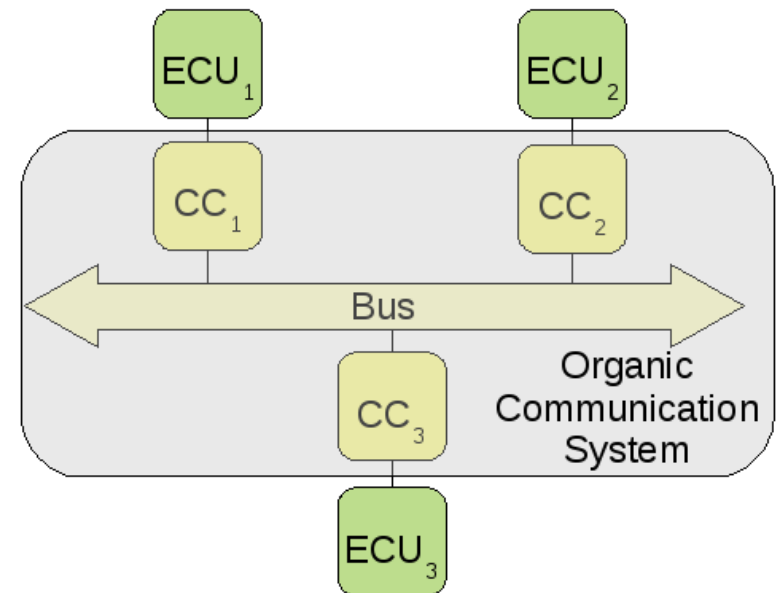 ECU₁
ECU₂
CC₁
CC₂
Bus
Organic
Communication
System
CC₃
ECU₃